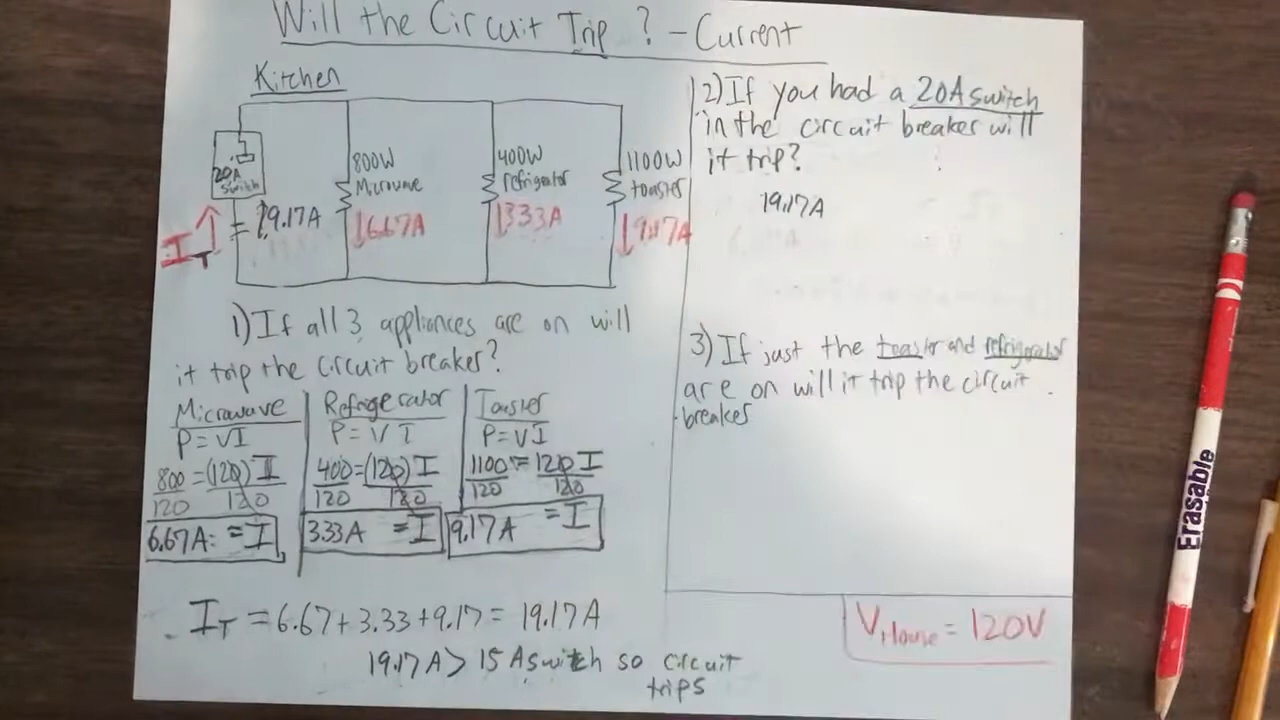 Will the Circuit Trip? - Current
Kitchen
20A
switch
19.17A
IT
800W
Microwave
6.67A
400W
refrigerator
3.33A
1100W
toaster
9.17A
1) If all 3 appliances are on will
it trip the circuit breaker?
Microwave
P=VI
800 = (120) I
120 120
6.67A = I
Refrigerator
P=VI
400=(120) I
120 120
3.33A = I
Toaster
P=VI
1100 = 120 I
120 120
9.17A = I
IT = 6.67+3.33+9.17= 19.17A
19.17A > 15 A switch so circuit
trips
2) If you had a 20A switch
in the circuit breaker will
it trip?
19.17A
3) If just the toaster and refrigerator
are on will it trip the circuit
breaker
VHouse = 120V
Erasable